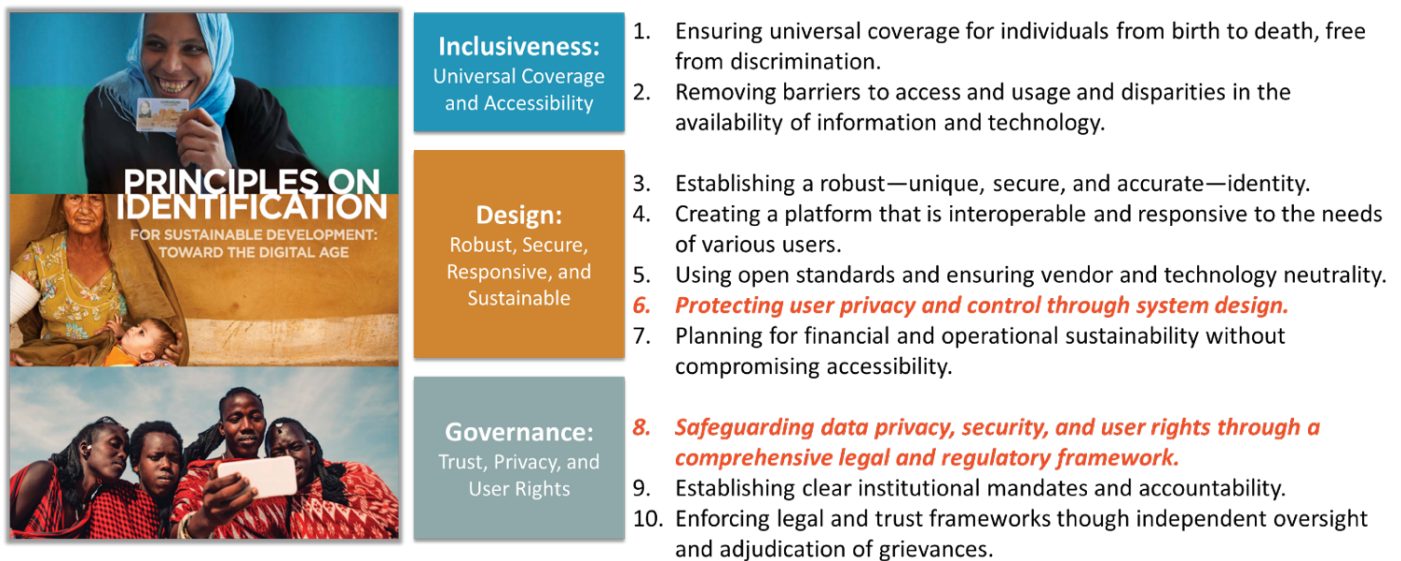 PRINCIPLES ON
IDENTIFICATION
FOR SUSTAINABLE DEVELOPMENT:
TOWARD THE DIGITAL AGE
Inclusiveness:
Universal Coverage
and Accessibility
1. Ensuring universal coverage for individuals from birth to death, free
from discrimination.
2. Removing barriers to access and usage and disparities in the
availability of information and technology.
Design:
Robust, Secure,
Responsive, and
Sustainable
3. Establishing a robust—unique, secure, and accurate—identity.
4. Creating a platform that is interoperable and responsive to the needs
of various users.
5. Using open standards and ensuring vendor and technology neutrality.
6. Protecting user privacy and control through system design.
7. Planning for financial and operational sustainability without
compromising accessibility.
Governance:
Trust, Privacy, and
User Rights
8. Safeguarding data privacy, security, and user rights through a
comprehensive legal and regulatory framework.
9. Establishing clear institutional mandates and accountability.
10. Enforcing legal and trust frameworks though independent oversight
and adjudication of grievances.